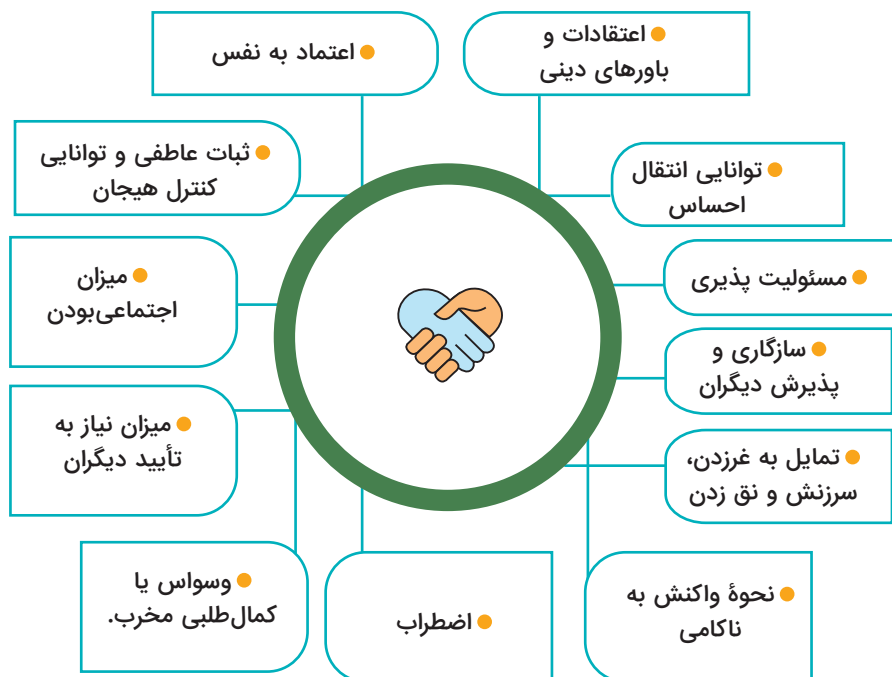 اعتقادات و
باورهای دینی
اعتماد به نفس
توانایی انتقال
احساس
ثبات عاطفی و توانایی
کنترل هیجان
مسئولیت پذیری
میزان
اجتماعی‌بودن
سازگاری و
پذیرش دیگران
میزان نیاز به
تأیید دیگران
تمایل به غرزدن،
سرزنش و نق زدن
نحوۀ واکنش به
ناکامی
اضطراب
وسواس یا
کمال‌طلبی مخرب.